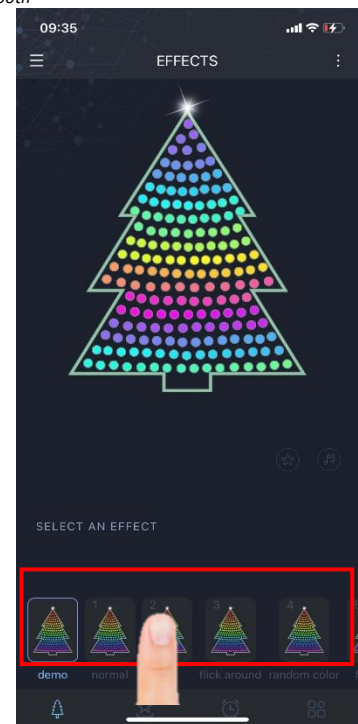 09:35
EFFECTS
SELECT AN EFFECT
1 2 3 4
demo normal flick around random color